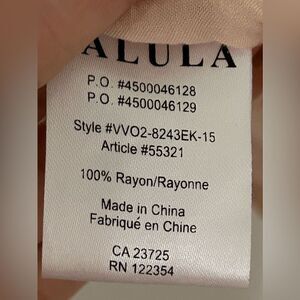 ALULA
P.O. #4500046128
P.O. #4500046129
Style #VVO2-8243EK-15
Article #55321
100% Rayon/Rayonne
Made in China
Fabriqué en Chine
CA 23725
RN 122354